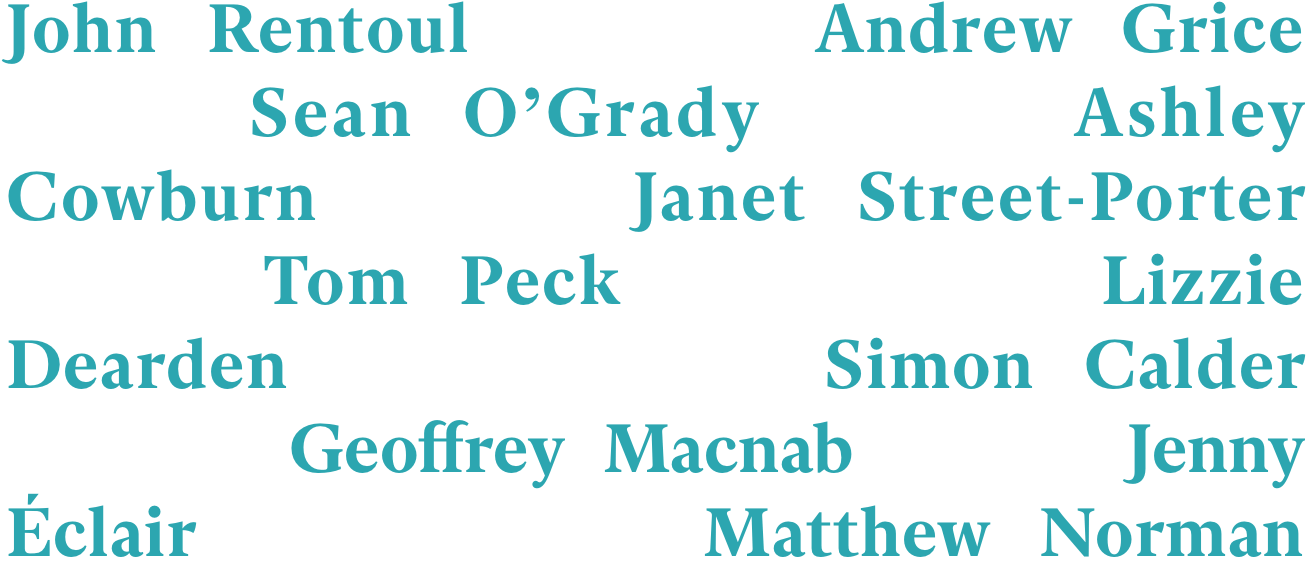 John Rentoul Andrew Grice
Sean O’Grady Ashley
Cowburn Janet Street-Porter
Tom Peck Lizzie
Dearden Simon Calder
Geoffrey Macnab Jenny
Éclair Matthew Norman